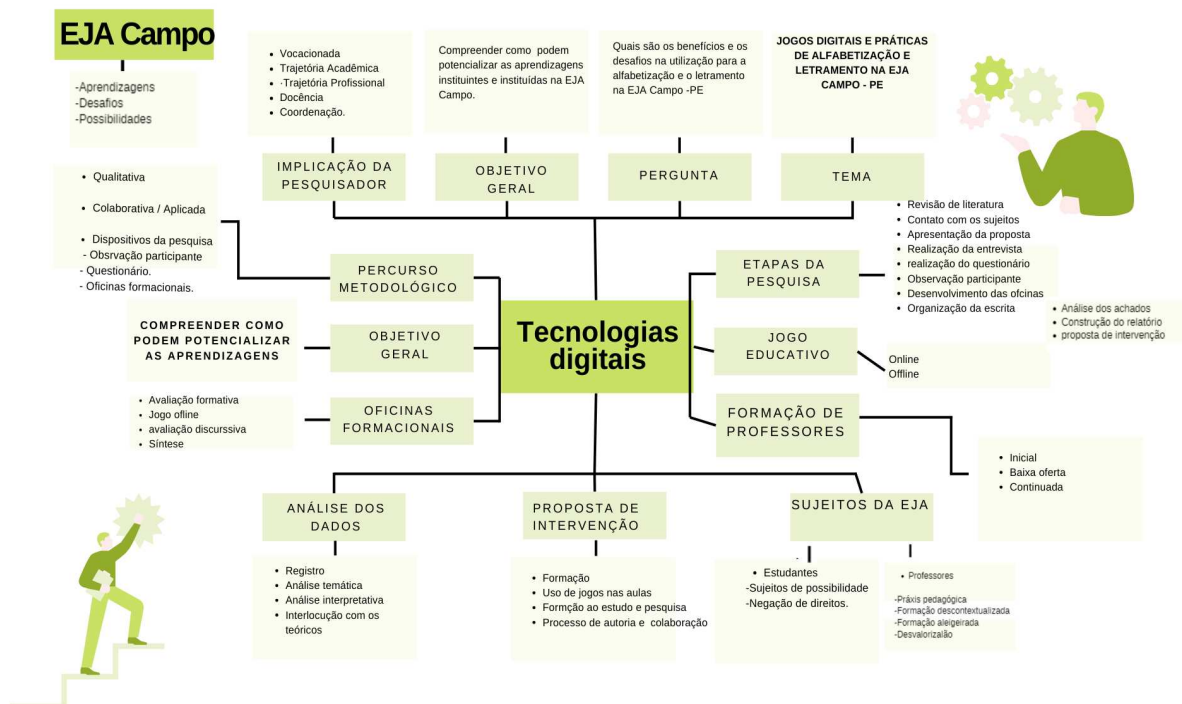 EJA Campo
-Aprendizagens
-Desafios
-Possibilidades
• Vocacionada
• Trajetória Acadêmica
• ·Trajetória Profissional
• Docência
• Coordenação.
IMPLICAÇÃO DA
PESQUISADOR
Compreender como podem
potencializar as aprendizagens
instituintes e instituídas na EJA
Campo.
OBJETIVO
GERAL
Quais são os benefícios e os
desafios na utilização para a
alfabetização e o letramento
na EJA Campo -PE
PERGUNTA
JOGOS DIGITAIS E PRÁTICAS
DE ALFABETIZAÇÃO E
LETRAMENTO NA EJA
CAMPO - PE
TEMA
• Qualitativa
• Colaborativa / Aplicada
• Dispositivos da pesquisa
- Obsrvação participante
- Questionário.
- Oficinas formacionais.
PERCURSO
METODOLÓGICO
COMPREENDER COMO
PODEM POTENCIALIZAR
AS APRENDIZAGENS
OBJETIVO
GERAL
• Avaliação formativa
• Jogo ofline
• avaliação discurssiva
• Síntese
OFICINAS
FORMACIONAIS
Tecnologias
digitais
ETAPAS DA
PESQUISA
• Revisão de literatura
• Contato com os sujeitos
• Apresentação da proposta
• Realização da entrevista
• realização do questionário
• Observação participante
• Desenvolvimento das ofcinas
• Organização da escrita
• Análise dos achados
• Construção do relatório
• proposta de intervenção
JOGO
EDUCATIVO
Online
Offline
FORMAÇÃO DE
PROFESSORES
• Inicial
• Baixa oferta
• Continuada
ANÁLISE DOS
DADOS
• Registro
• Análise temática
• Análise interpretativa
• Interlocução com os
teóricos
PROPOSTA DE
INTERVENÇÃO
• Formação
• Uso de jogos nas aulas
• Formção ao estudo e pesquisa
• Processo de autoria e colaboração
SUJEITOS DA EJA
• Estudantes
-Sujeitos de possibilidade
-Negação de direitos.
• Professores
-Práxis pedagógica
-Formação descontextualizada
-Formação aleigeirada
-Desvalorizalão